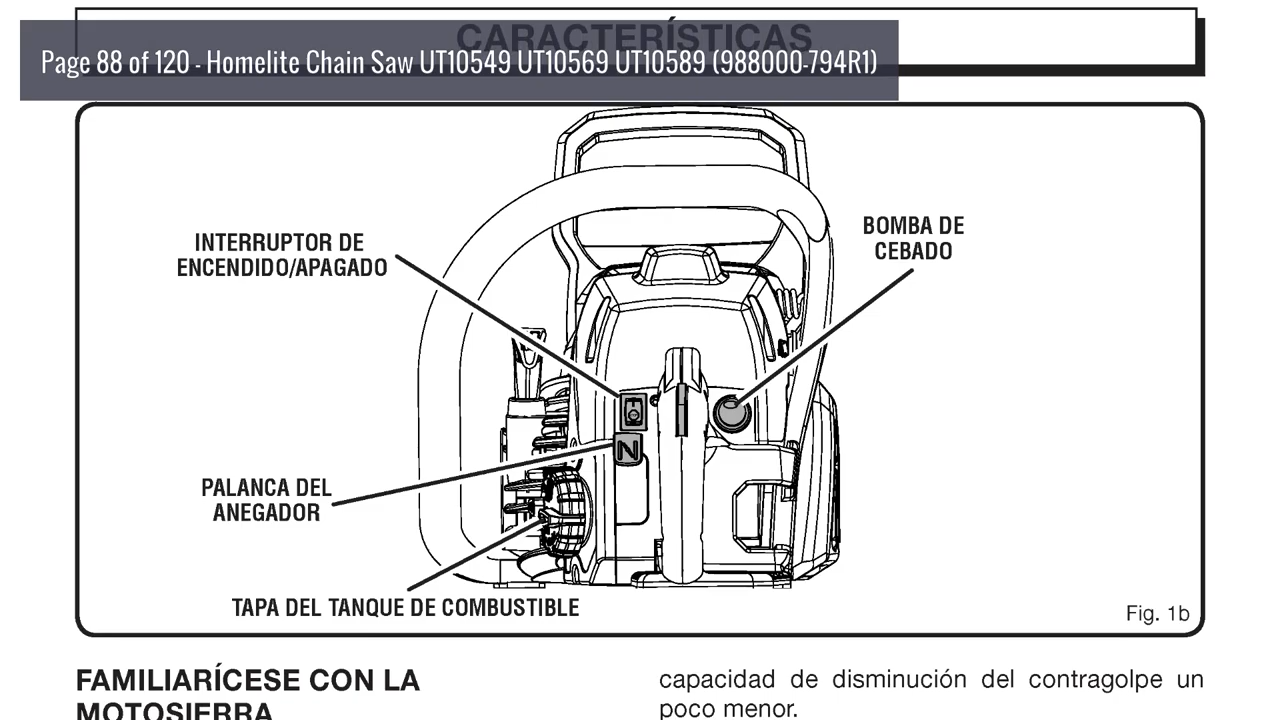 CARACTERÍSTICAS
Page 88 of 120 - Homelite Chain Saw UT10549 UT10569 UT10589 (988000-794R1)
BOMBA DE
CEBADO
INTERRUPTOR DE
ENCENDIDO/APAGADO
PALANCA DEL
ANEGADOR
TAPA DEL TANQUE DE COMBUSTIBLE
Fig. 1b
FAMILIARÍCESE CON LA
MOTOSIERRA
capacidad de disminución del contragolpe un
poco menor.